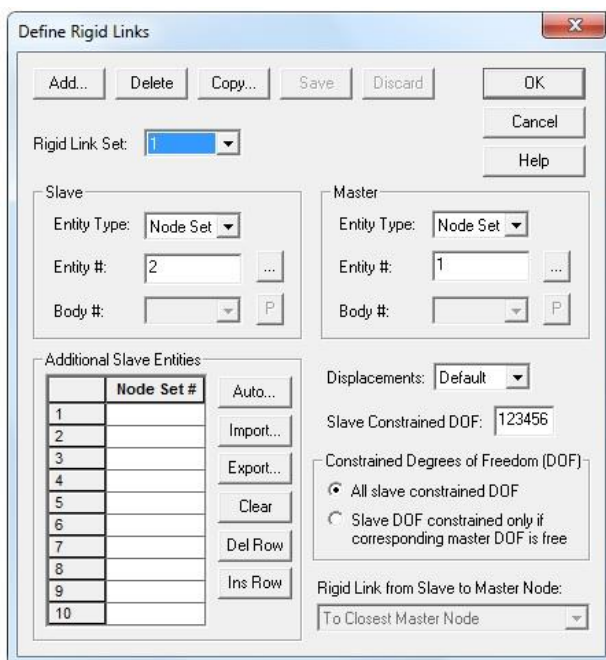 Define Rigid Links
Add... Delete Copy... Save Discard OK
Cancel
Rigid Link Set: 1
Help
Slave
Entity Type: Node Set
Entity #: 2 ...
Body #: P
Master
Entity Type: Node Set
Entity #: 1 ...
Body #: P
Additional Slave Entities
Node Set #
1
2
3
4
5
6
7
8
9
10
Auto...
Import...
Export...
Clear
Del Row
Ins Row
Displacements: Default
Slave Constrained DOF: 123456
Constrained Degrees of Freedom (DOF)
All slave constrained DOF
Slave DOF constrained only if
corresponding master DOF is free
Rigid Link from Slave to Master Node:
To Closest Master Node